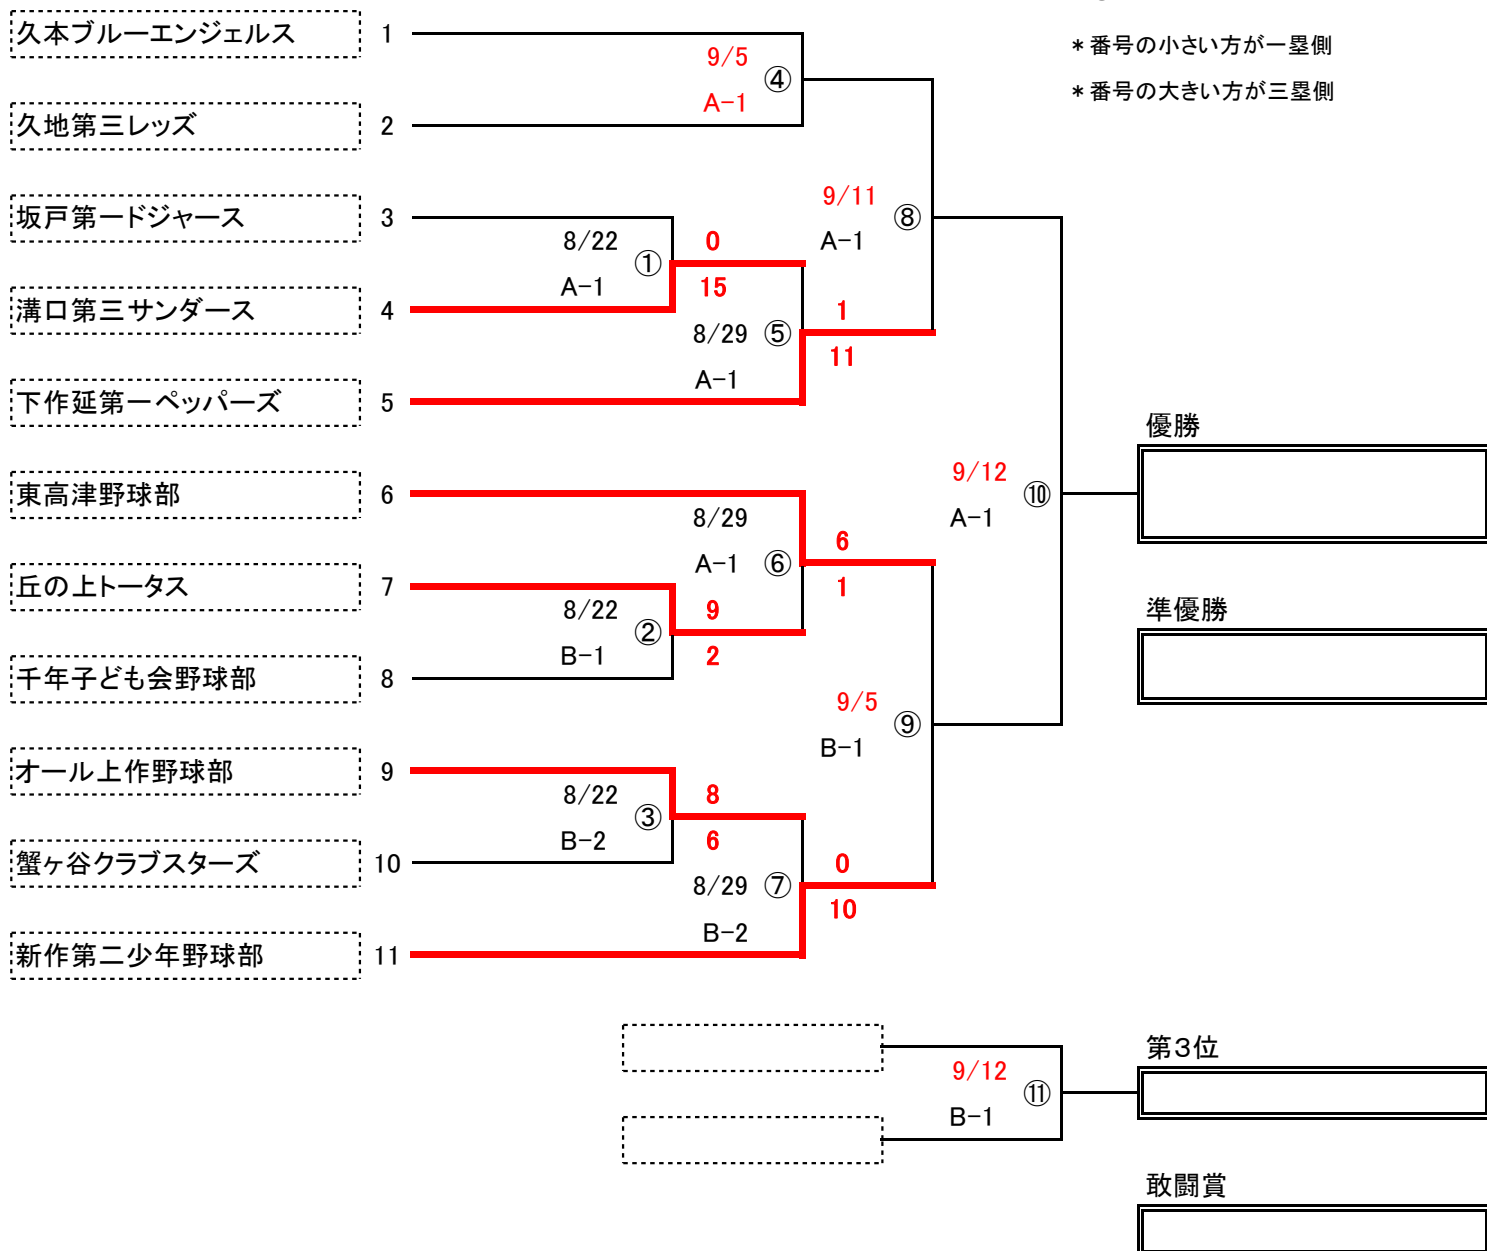 久本ブルーエンジェルス 1
＊番号の小さい方が一塁側
9/5
④
＊番号の大きい方が三塁側
A-1
久地第三レッズ 2
坂戸第一ドジャース 3
9/11
⑧
8/22
0
A-1
①
A-1
15
溝口第三サンダース 4
1
8/29
⑤
11
A-1
下作延第一ペッパーズ 5
優勝
9/12
⑩
東高津野球部 6
8/29
A-1
6
A-1
⑥
丘の上トータス 7
1
8/22
9
準優勝
②
B-1
2
千年子ども会野球部 8
9/5
⑨
B-1
オール上作野球部 9
8/22
8
③
B-2
6
蟹ヶ谷クラブスターズ 10
0
8/29
⑦
10
B-2
新作第二少年野球部 11
第3位
9/12
⑪
B-1
敢闘賞